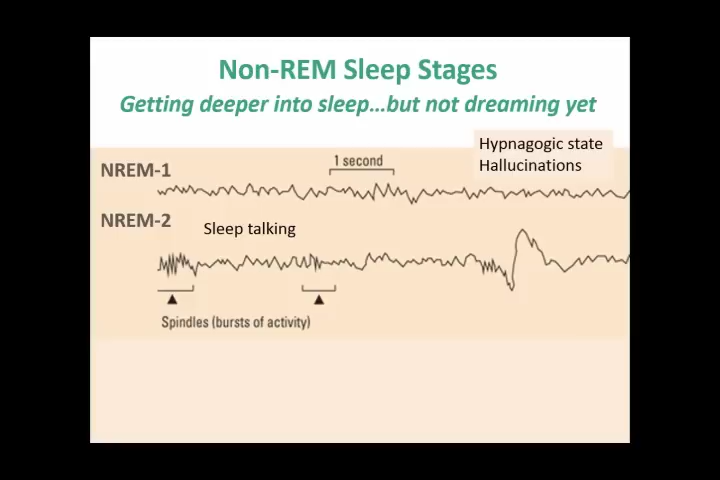 Non-REM Sleep Stages
Getting deeper into sleep...but not dreaming yet
Hypnagogic state
Hallucinations
NREM-1
1 second
NREM-2
Sleep talking
Spindles (bursts of activity)